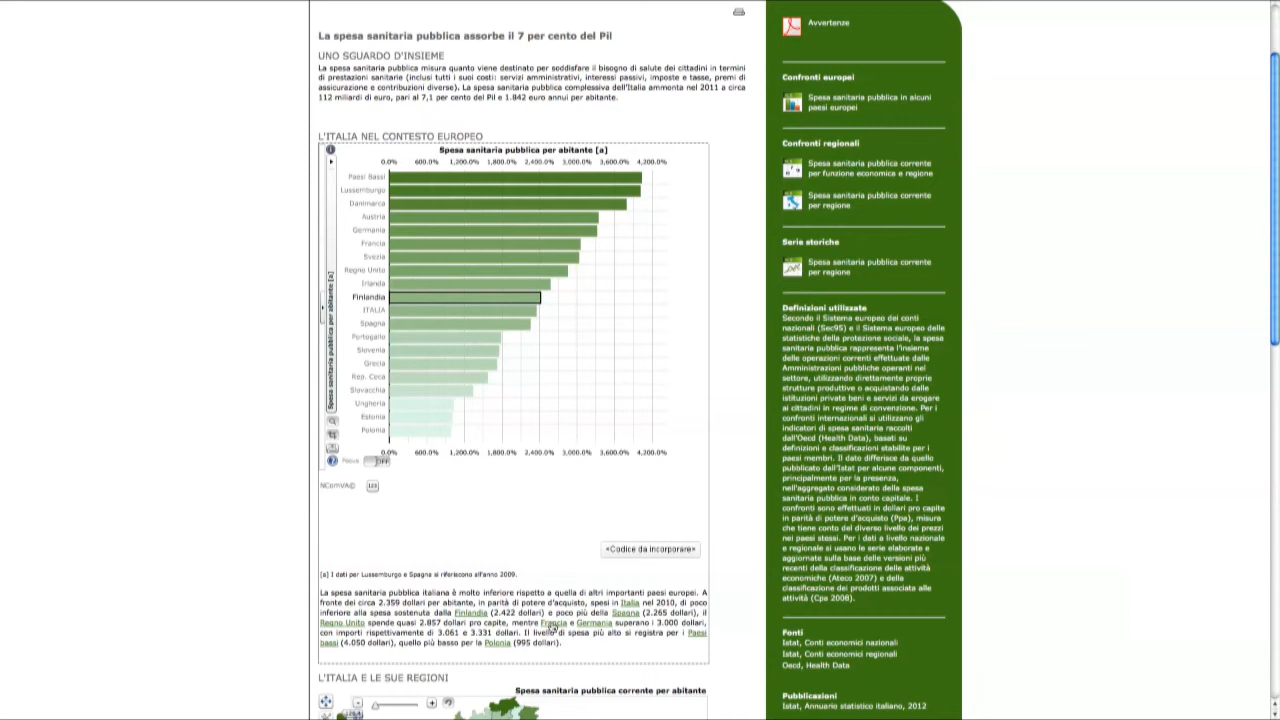 La spesa sanitaria pubblica assorbe il 7 per cento del Pil
UNO SGUARDO D'INSIEME
La spesa sanitaria pubblica misura quanto viene destinato per soddisfare il bisogno di salute dei cittadini in termini
di prestazioni sanitarie (inclusi tutti i suoi costi: servizi amministrativi, interessi passivi, imposte e tasse, premi di
assicurazione e contribuzioni diverse). La spesa sanitaria pubblica complessiva dell'Italia ammonta nel 2011 a circa
112 miliardi di euro, pari al 7,1 per cento del Pil e 1.842 euro annui per abitante.
L'ITALIA NEL CONTESTO EUROPEO
Spesa sanitaria pubblica per abitante [a]
0.0% 600.0% 1,200.0% 1,800.0% 2,400.0% 3,000.0% 3,600.0% 4,200.0%
Spesa sanitaria pubblica per abitante [a]
Paesi Bassi
Lussemburgo
Danimarca
Austria
Germania
Francia
Svezia
Regno Unito
Irlanda
Finlandia
ITALIA
Spagna
Portogallo
Slovenia
Grecia
Rep. Ceca
Slovacchia
Ungheria
Estonia
Polonia
0.0% 600.0% 1,200.0% 1,800.0% 2,400.0% 3,000.0% 3,600.0% 4,200.0%
Focus OFF
NComVA© 123
«Codice da incorporare»
[a] I dati per Lussemburgo e Spagna si riferiscono all'anno 2009.
La spesa sanitaria pubblica italiana è molto inferiore rispetto a quella di altri importanti paesi europei. A
fronte dei circa 2.359 dollari per abitante, in parità di potere d'acquisto, spesi in Italia nel 2010, di poco
inferiore alla spesa sostenuta dalla Finlandia (2.422 dollari) e poco più della Spagna (2.265 dollari), il
Regno Unito spende quasi 2.857 dollari pro capite, mentre Francia e Germania superano i 3.000 dollari,
con importi rispettivamente di 3.061 e 3.331 dollari. Il livello di spesa più alto si registra per i Paesi
bassi (4.050 dollari), quello più basso per la Polonia (995 dollari).
L'ITALIA E LE SUE REGIONI
Spesa sanitaria pubblica corrente per abitante
Avvertenze
Confronti europei
Spesa sanitaria pubblica in alcuni
paesi europei
Confronti regionali
Spesa sanitaria pubblica corrente
per funzione economica e regione
Spesa sanitaria pubblica corrente
per regione
Serie storiche
Spesa sanitaria pubblica corrente
per regione
Definizioni utilizzate
Secondo il Sistema europeo dei conti
nazionali (Sec95) e il Sistema europeo delle
statistiche della protezione sociale, la spesa
sanitaria pubblica rappresenta l'insieme
delle operazioni correnti effettuate dalle
Amministrazioni pubbliche operanti nel
settore, utilizzando direttamente proprie
strutture produttive o acquistando dalle
istituzioni private beni e servizi da erogare
ai cittadini in regime di convenzione. Per i
confronti internazionali si utilizzano gli
indicatori di spesa sanitaria raccolti
dall'Oecd (Health Data), basati su
definizioni e classificazioni stabilite per i
paesi membri. Il dato differisce da quello
pubblicato dall'Istat per alcune componenti,
principalmente per la presenza,
nell'aggregato considerato della spesa
sanitaria pubblica in conto capitale. I
confronti sono effettuati in dollari pro capite
in parità di potere d'acquisto (Ppa), misura
che tiene conto del diverso livello dei prezzi
nei paesi stessi. Per i dati a livello nazionale
e regionale si usano le serie elaborate e
aggiornate sulla base delle versioni più
recenti della classificazione delle attività
economiche (Ateco 2007) e della
classificazione dei prodotti associata alle
attività (Cpa 2008).
Fonti
Istat, Conti economici nazionali
Istat, Conti economici regionali
Oecd, Health Data
Pubblicazioni
Istat, Annuario statistico italiano, 2012